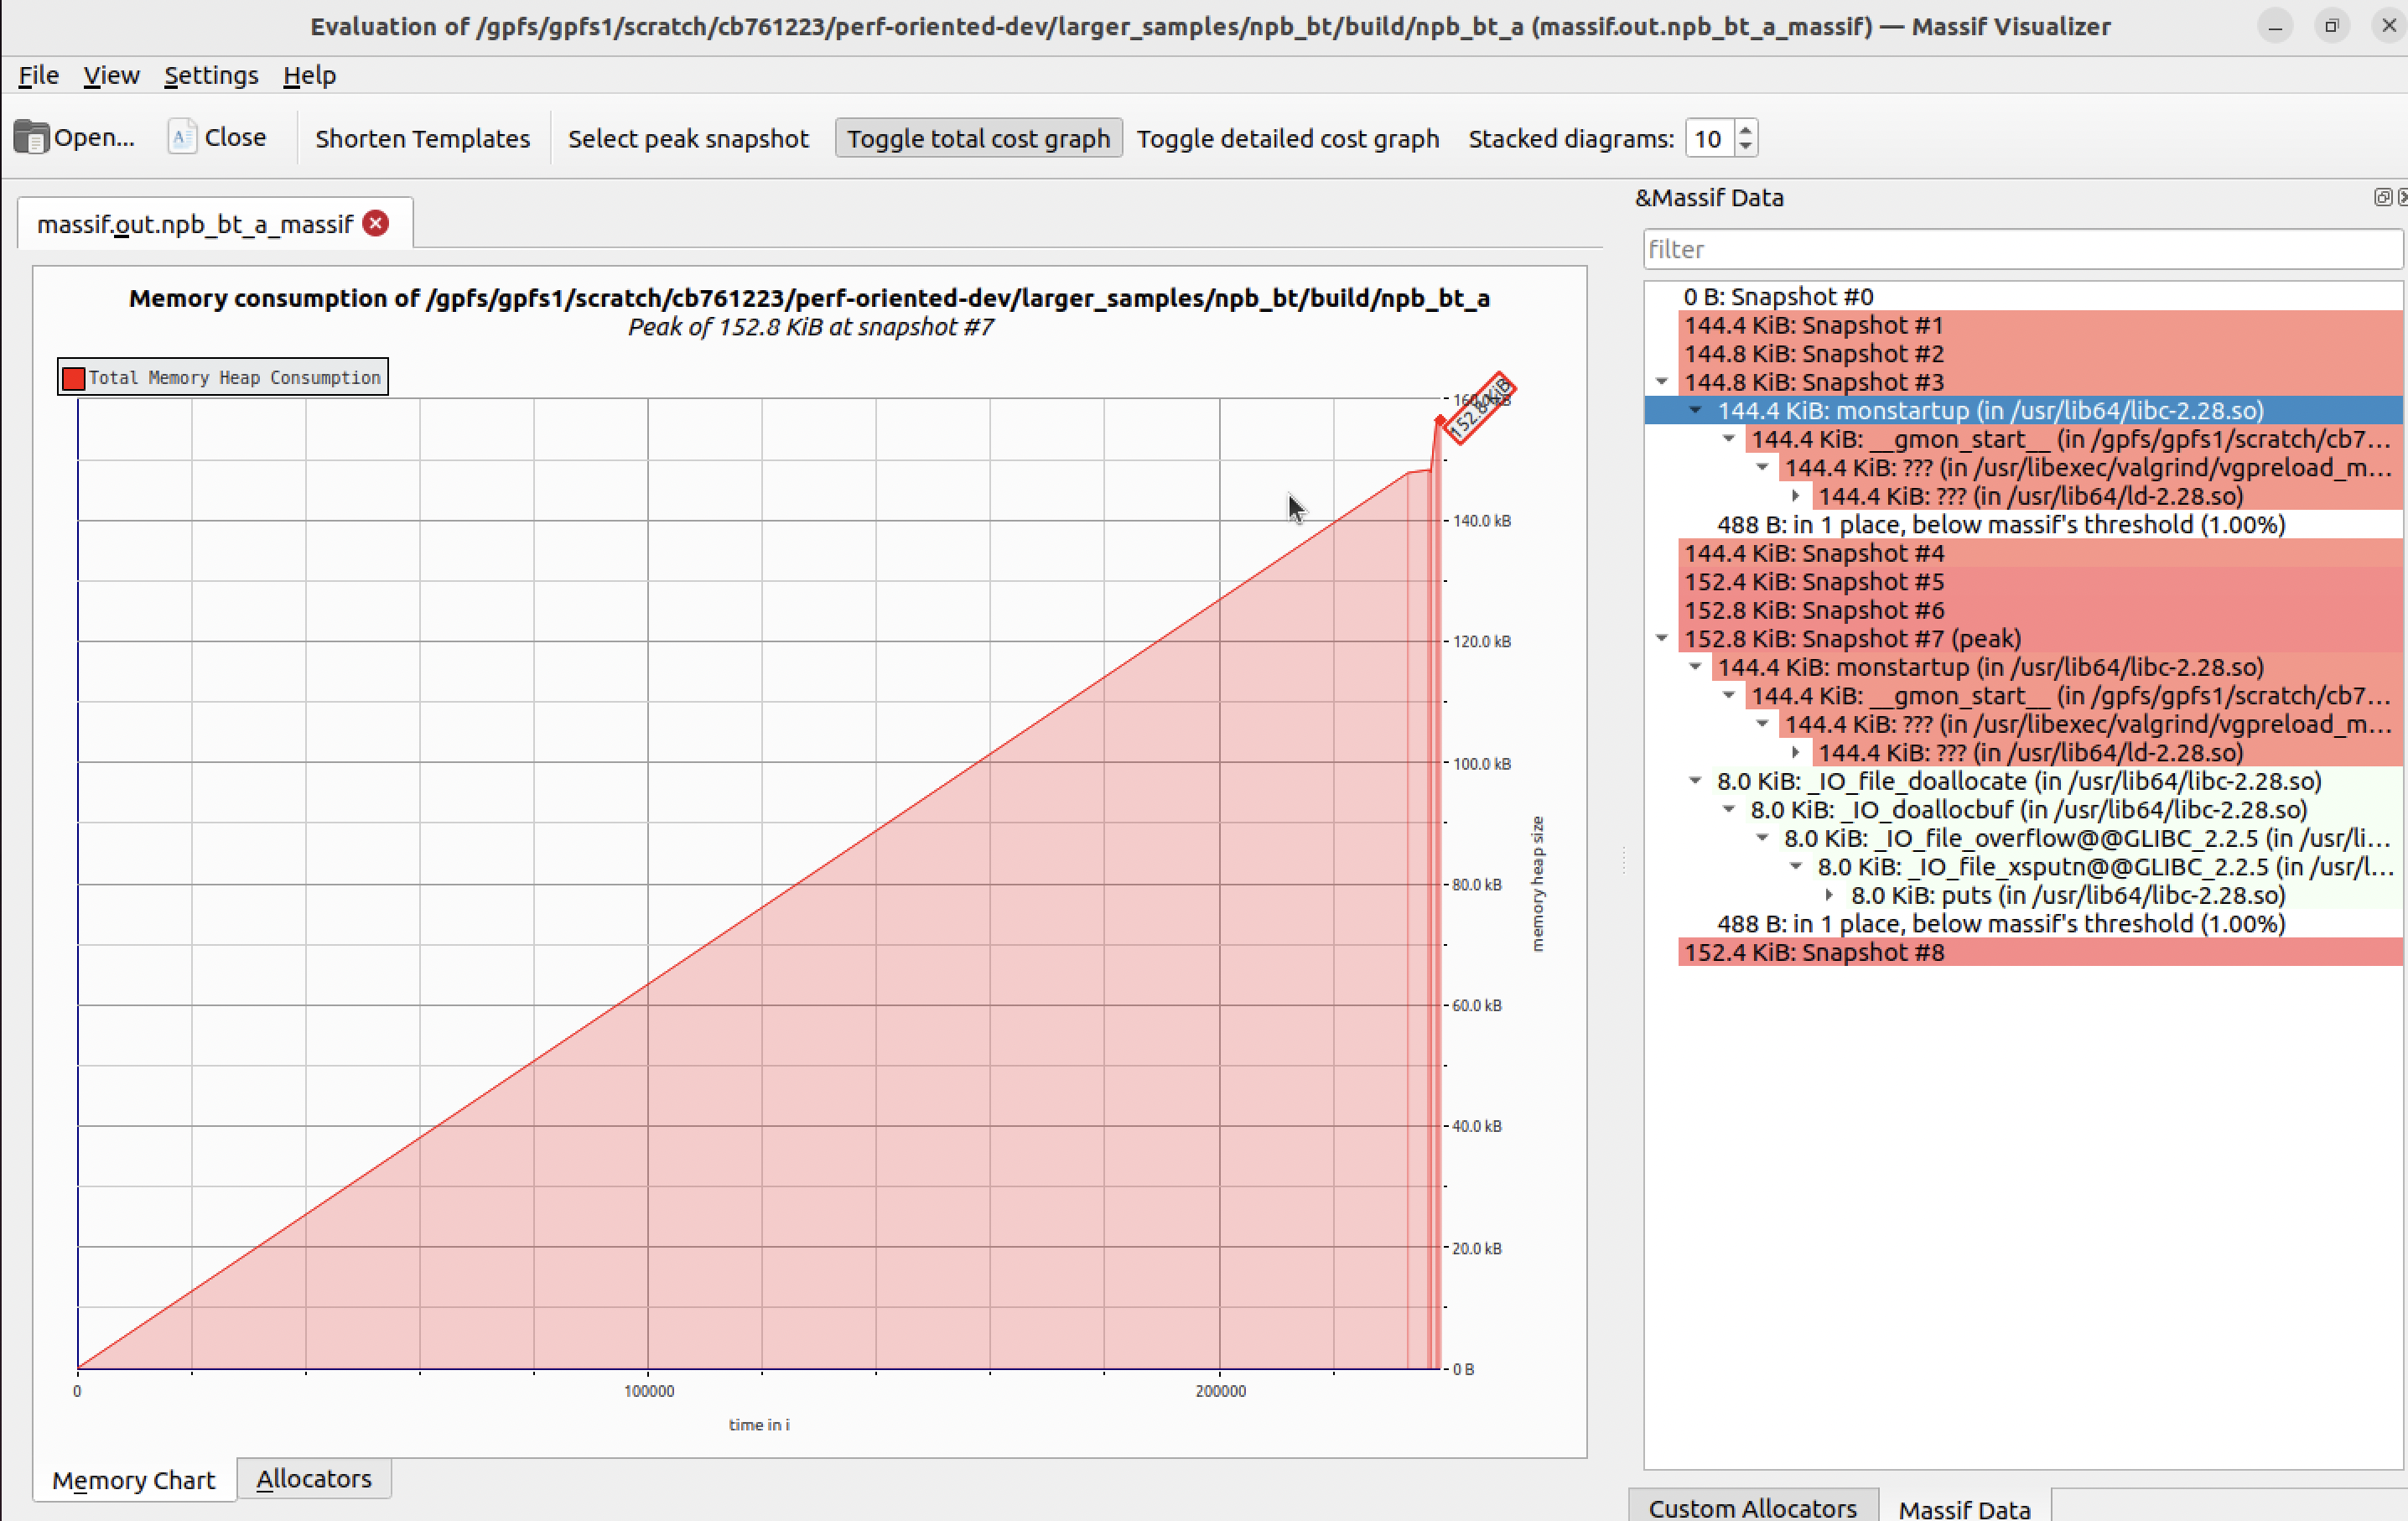 Evaluation of /gpfs/gpfs1/scratch/cb761223/perf-oriented-dev/larger_samples/npb_bt/build/npb_bt_a (massif.out.npb_bt_a_massif) — Massif Visualizer
File View Settings Help
Open... Close Shorten Templates Select peak snapshot Toggle total cost graph Toggle detailed cost graph Stacked diagrams: 10
&Massif Data
massif.out.npb_bt_a_massif
filter
Memory consumption of /gpfs/gpfs1/scratch/cb761223/perf-oriented-dev/larger_samples/npb_bt/build/npb_bt_a
Peak of 152.8 KiB at snapshot #7
Total Memory Heap Consumption
152.8 KiB
160.0 kB
140.0 kB
120.0 kB
100.0 kB
80.0 kB
60.0 kB
40.0 kB
20.0 kB
0 B
memory heap size
0 100000 200000
time in i
Memory Chart Allocators
0 B: Snapshot #0
144.4 KiB: Snapshot #1
144.8 KiB: Snapshot #2
144.8 KiB: Snapshot #3
144.4 KiB: monstartup (in /usr/lib64/libc-2.28.so)
144.4 KiB: __gmon_start__ (in /gpfs/gpfs1/scratch/cb7...
144.4 KiB: ??? (in /usr/libexec/valgrind/vgpreload_m...
144.4 KiB: ??? (in /usr/lib64/ld-2.28.so)
488 B: in 1 place, below massif's threshold (1.00%)
144.4 KiB: Snapshot #4
152.4 KiB: Snapshot #5
152.8 KiB: Snapshot #6
152.8 KiB: Snapshot #7 (peak)
144.4 KiB: monstartup (in /usr/lib64/libc-2.28.so)
144.4 KiB: __gmon_start__ (in /gpfs/gpfs1/scratch/cb7...
144.4 KiB: ??? (in /usr/libexec/valgrind/vgpreload_m...
144.4 KiB: ??? (in /usr/lib64/ld-2.28.so)
8.0 KiB: _IO_file_doallocate (in /usr/lib64/libc-2.28.so)
8.0 KiB: _IO_doallocbuf (in /usr/lib64/libc-2.28.so)
8.0 KiB: _IO_file_overflow@@GLIBC_2.2.5 (in /usr/li...
8.0 KiB: _IO_file_xsputn@@GLIBC_2.2.5 (in /usr/l...
8.0 KiB: puts (in /usr/lib64/libc-2.28.so)
488 B: in 1 place, below massif's threshold (1.00%)
152.4 KiB: Snapshot #8
Custom Allocators Massif Data